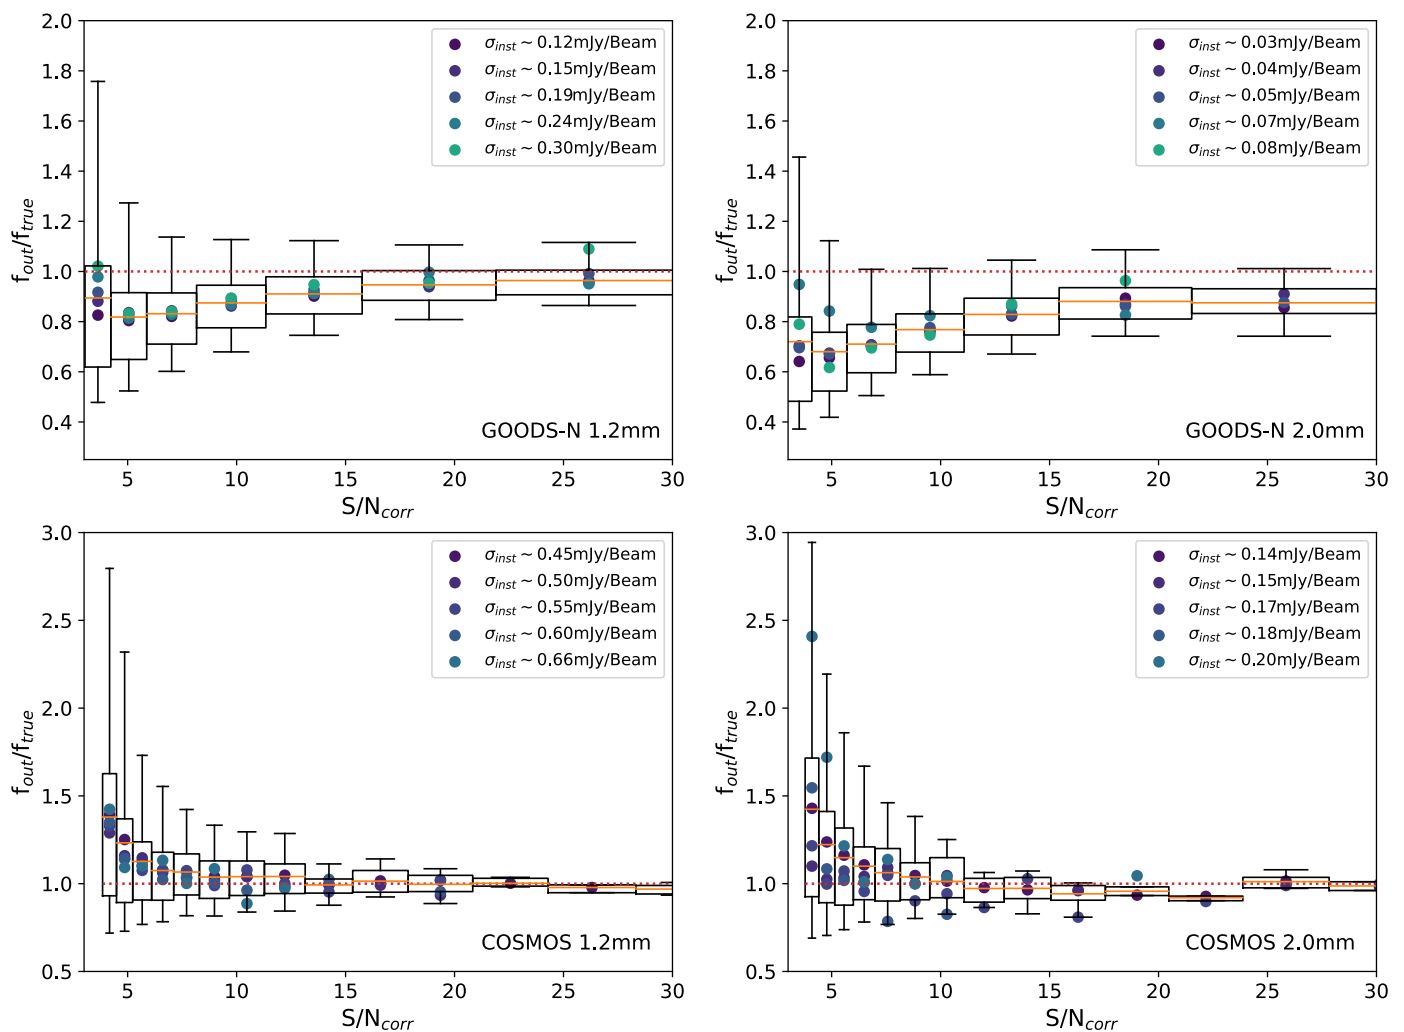 2.0
1.8
1.6
1.4
1.2
1.0
0.8
0.6
0.4
f_out/f_true
σ_inst ~ 0.12mJy/Beam
σ_inst ~ 0.15mJy/Beam
σ_inst ~ 0.19mJy/Beam
σ_inst ~ 0.24mJy/Beam
σ_inst ~ 0.30mJy/Beam
GOODS-N 1.2mm
5 10 15 20 25 30
S/N_corr
2.0
1.8
1.6
1.4
1.2
1.0
0.8
0.6
0.4
f_out/f_true
σ_inst ~ 0.03mJy/Beam
σ_inst ~ 0.04mJy/Beam
σ_inst ~ 0.05mJy/Beam
σ_inst ~ 0.07mJy/Beam
σ_inst ~ 0.08mJy/Beam
GOODS-N 2.0mm
5 10 15 20 25 30
S/N_corr
3.0
2.5
2.0
1.5
1.0
0.5
f_out/f_true
σ_inst ~ 0.45mJy/Beam
σ_inst ~ 0.50mJy/Beam
σ_inst ~ 0.55mJy/Beam
σ_inst ~ 0.60mJy/Beam
σ_inst ~ 0.66mJy/Beam
COSMOS 1.2mm
5 10 15 20 25 30
S/N_corr
3.0
2.5
2.0
1.5
1.0
0.5
f_out/f_true
σ_inst ~ 0.14mJy/Beam
σ_inst ~ 0.15mJy/Beam
σ_inst ~ 0.17mJy/Beam
σ_inst ~ 0.18mJy/Beam
σ_inst ~ 0.20mJy/Beam
COSMOS 2.0mm
5 10 15 20 25 30
S/N_corr